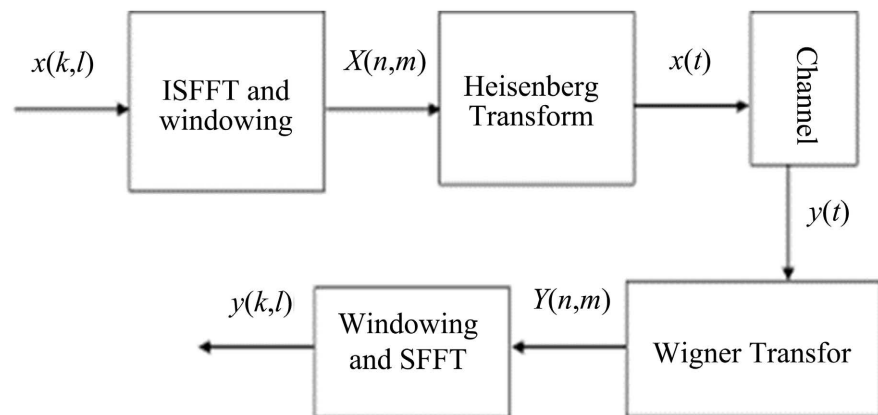 x(k,l)
ISFFT and
windowing
X(n,m)
Heisenberg
Transform
x(t)
Channel
y(t)
Wigner Transfor
Y(n,m)
Windowing
and SFFT
y(k,l)